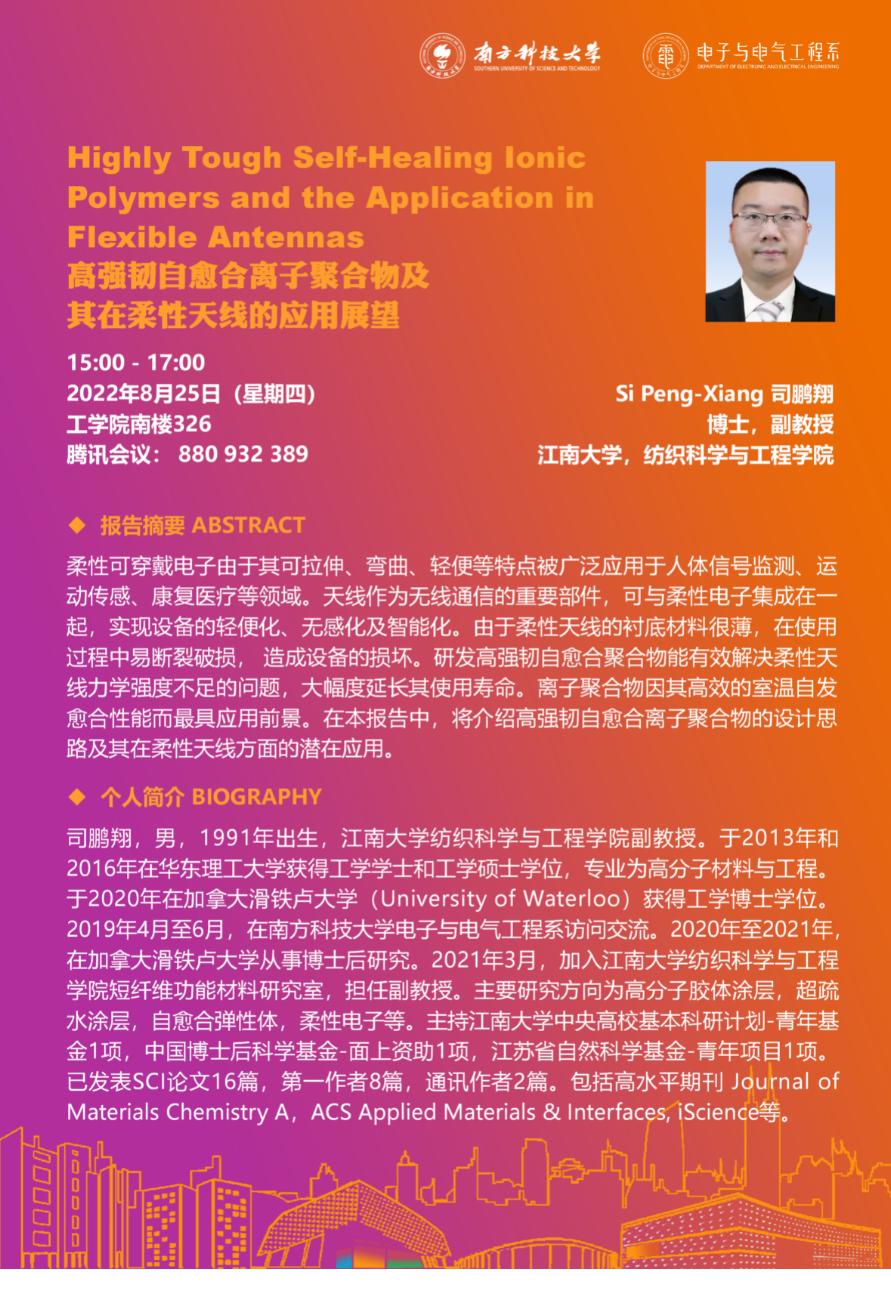 南方科技大学
SOUTHERN UNIVERSITY OF SCIENCE AND TECHNOLOGY
電
电子与电气工程系
DEPARTMENT OF ELECTRONIC AND ELECTRICAL ENGINEERING
Highly Tough Self-Healing Ionic
Polymers and the Application in
Flexible Antennas
高强韧自愈合离子聚合物及
其在柔性天线的应用展望
15:00 - 17:00
2022年8月25日（星期四）
工学院南楼326
腾讯会议： 880 932 389
Si Peng-Xiang 司鹏翔
博士，副教授
江南大学，纺织科学与工程学院
◆ 报告摘要 ABSTRACT
柔性可穿戴电子由于其可拉伸、弯曲、轻便等特点被广泛应用于人体信号监测、运
动传感、康复医疗等领域。天线作为无线通信的重要部件，可与柔性电子集成在一
起，实现设备的轻便化、无感化及智能化。由于柔性天线的衬底材料很薄，在使用
过程中易断裂破损， 造成设备的损坏。研发高强韧自愈合聚合物能有效解决柔性天
线力学强度不足的问题，大幅度延长其使用寿命。离子聚合物因其高效的室温自发
愈合性能而最具应用前景。在本报告中，将介绍高强韧自愈合离子聚合物的设计思
路及其在柔性天线方面的潜在应用。
◆ 个人简介 BIOGRAPHY
司鹏翔，男，1991年出生，江南大学纺织科学与工程学院副教授。于2013年和
2016年在华东理工大学获得工学学士和工学硕士学位，专业为高分子材料与工程。
于2020年在加拿大滑铁卢大学（University of Waterloo）获得工学博士学位。
2019年4月至6月，在南方科技大学电子与电气工程系访问交流。2020年至2021年，
在加拿大滑铁卢大学从事博士后研究。2021年3月，加入江南大学纺织科学与工程
学院短纤维功能材料研究室，担任副教授。主要研究方向为高分子胶体涂层，超疏
水涂层，自愈合弹性体，柔性电子等。主持江南大学中央高校基本科研计划-青年基
金1项，中国博士后科学基金-面上资助1项，江苏省自然科学基金-青年项目1项。
已发表SCI论文16篇，第一作者8篇，通讯作者2篇。包括高水平期刊 Journal of
Materials Chemistry A，ACS Applied Materials & Interfaces, iScience等。